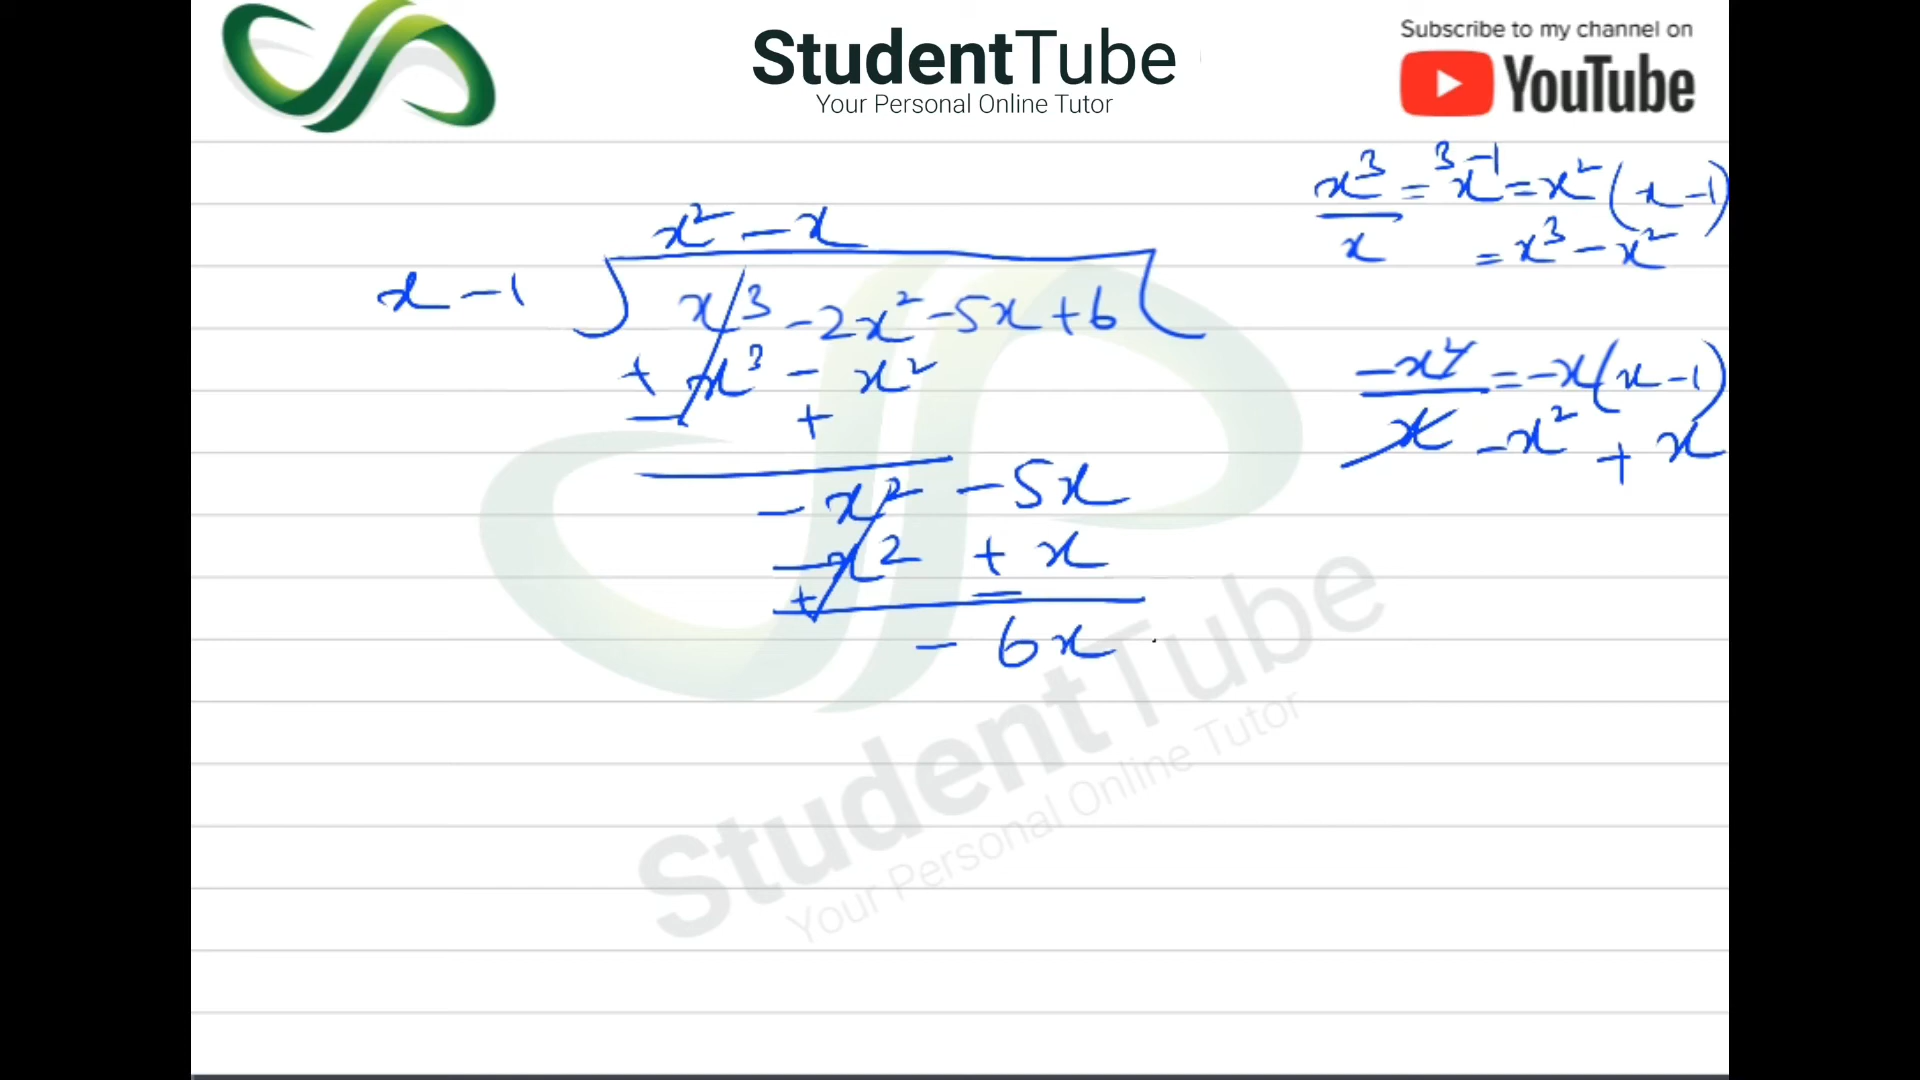 StudentTube
Your Personal Online Tutor
Subscribe to my channel on
YouTube
x³/x = x³⁻¹ = x² (x-1)
= x³ - x²
x² - x
x - 1
x³ - 2x² - 5x + 6
+ x³ - x²
- +
- x² - 5x
- x² + x
+ -
- 6x
-x²/x = -x (x-1)
-x² + x
StudentTube
Your Personal Online Tutor